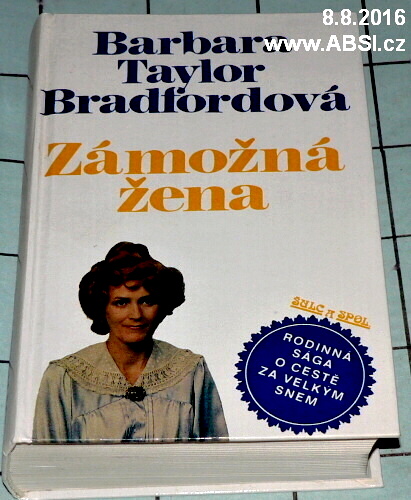 8.8.2016
www.ABSI.cz
Barbara
Taylor
Bradfordová
Zámožná
žena
ŠULC A SPOL
RODINNÁ
SÁGA
O CESTĚ
ZA VELKÝM
SNEM